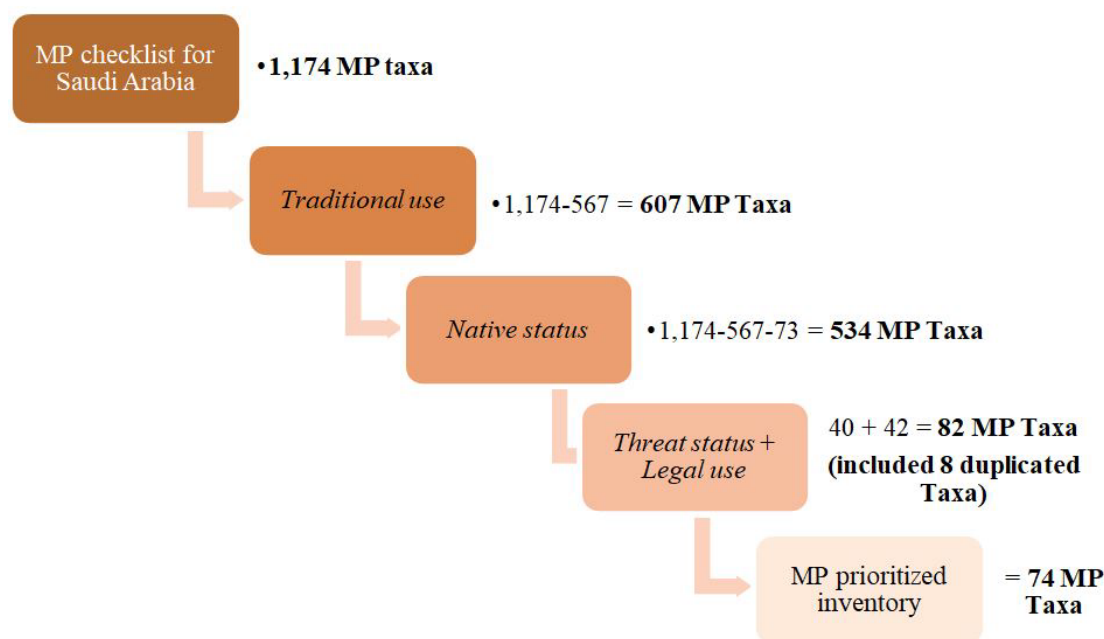 MP checklist for
Saudi Arabia
•1,174 MP taxa
Traditional use
•1,174-567 = 607 MP Taxa
Native status
•1,174-567-73 = 534 MP Taxa
Threat status +
Legal use
40 + 42 = 82 MP Taxa
(included 8 duplicated
Taxa)
MP prioritized
inventory
= 74 MP
Taxa